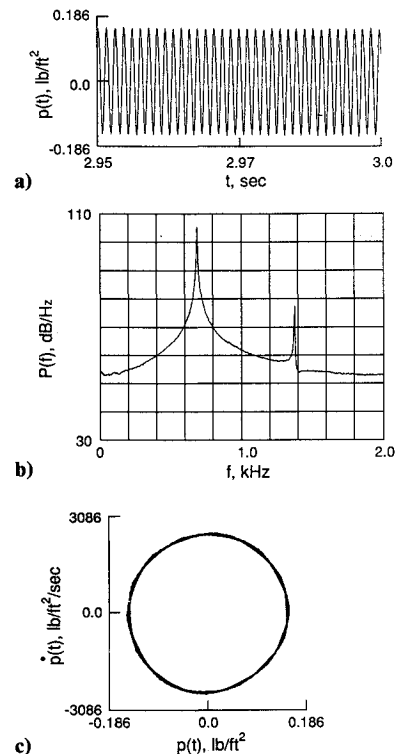 0.186
p(t), lb/ft²
0.0
-0.186
2.95 2.97 3.0
t, sec
a)
110
P(f), dB/Hz
30
0 1.0 2.0
f, kHz
b)
3086
ṗ(t), lb/ft²/sec
0.0
-3086
-0.186 0.0 0.186
p(t), lb/ft²
c)